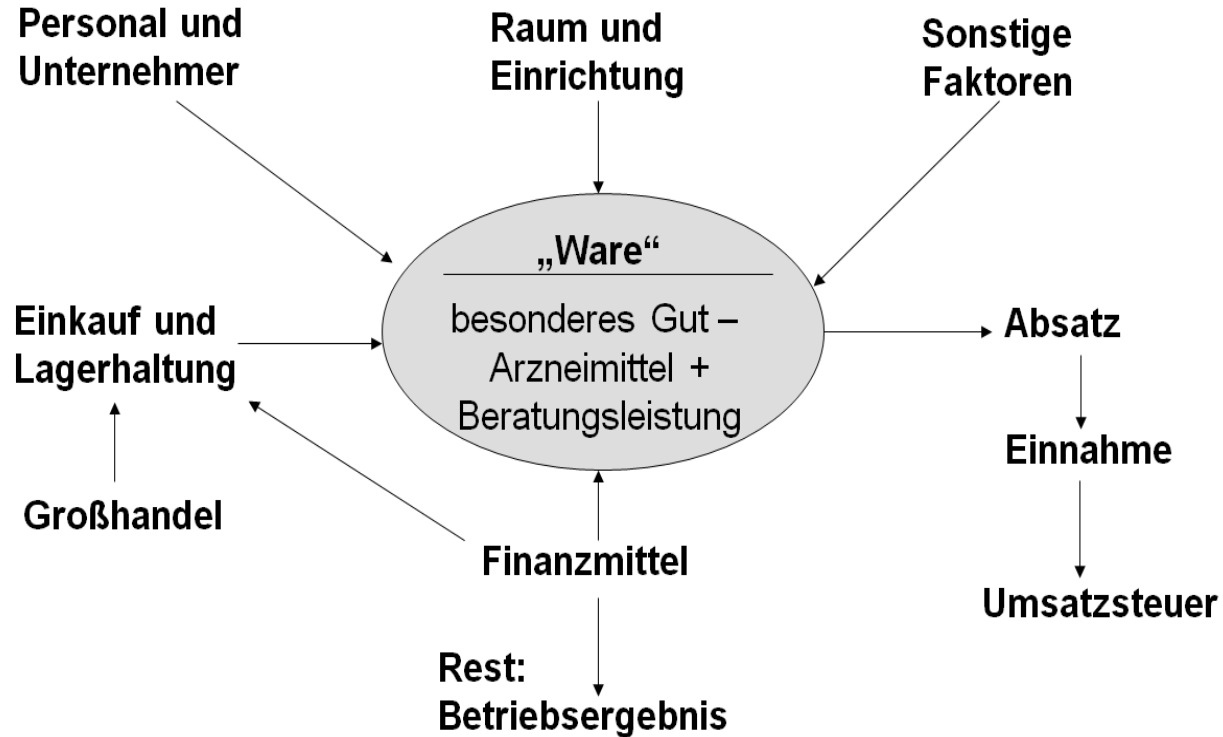 Personal und
Unternehmer
Raum und
Einrichtung
Sonstige
Faktoren
„Ware“
besonderes Gut –
Arzneimittel +
Beratungsleistung
Einkauf und
Lagerhaltung
Absatz
Einnahme
Großhandel
Finanzmittel
Umsatzsteuer
Rest:
Betriebsergebnis